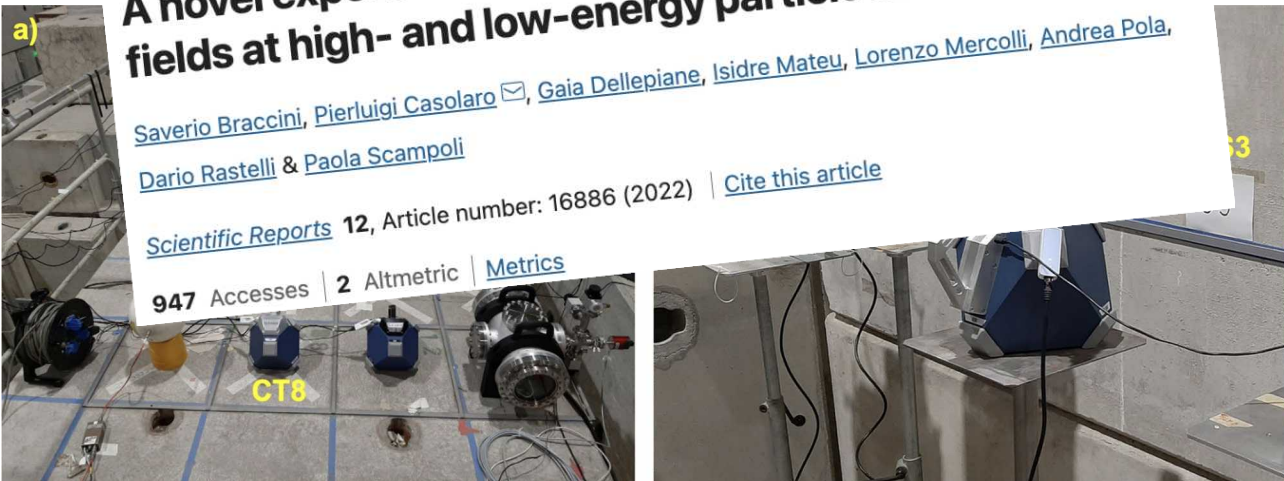 a)
A novel
fields at high- and low-energy
Saverio Braccini, Pierluigi Casolaro, Gaia Dellepiane, Isidre Mateu, Lorenzo Mercolli, Andrea Pola,
Dario Rastelli & Paola Scampoli
Scientific Reports 12, Article number: 16886 (2022) | Cite this article
947 Accesses | 2 Altmetric | Metrics
CT8